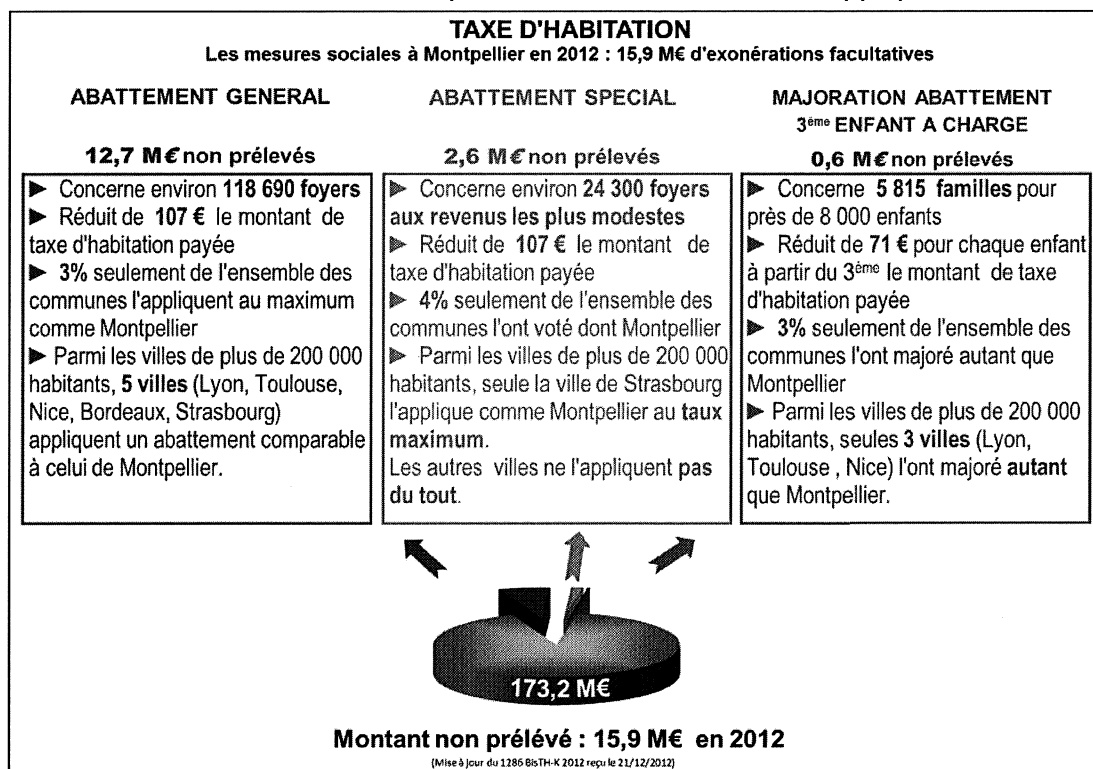 TAXE D'HABITATION
Les mesures sociales à Montpellier en 2012 : 15,9 M€ d'exonérations facultatives
ABATTEMENT GENERAL
12,7 M€ non prélevés
► Concerne environ 118 690 foyers
► Réduit de 107 € le montant de
taxe d'habitation payée
► 3% seulement de l'ensemble des
communes l'appliquent au maximum
comme Montpellier
► Parmi les villes de plus de 200 000
habitants, 5 villes (Lyon, Toulouse,
Nice, Bordeaux, Strasbourg)
appliquent un abattement comparable
à celui de Montpellier.
ABATTEMENT SPECIAL
2,6 M€ non prélevés
► Concerne environ 24 300 foyers
aux revenus les plus modestes
► Réduit de 107 € le montant de
taxe d'habitation payée
► 4% seulement de l'ensemble des
communes l'ont voté dont Montpellier
► Parmi les villes de plus de 200 000
habitants, seule la ville de Strasbourg
l'applique comme Montpellier au taux
maximum.
Les autres villes ne l'appliquent pas
du tout.
MAJORATION ABATTEMENT
3ème ENFANT A CHARGE
0,6 M€ non prélevés
► Concerne 5 815 familles pour
près de 8 000 enfants
► Réduit de 71 € pour chaque enfant
à partir du 3ème le montant de taxe
d'habitation payée
► 3% seulement de l'ensemble des
communes l'ont majoré autant que
Montpellier
► Parmi les villes de plus de 200 000
habitants, seules 3 villes (Lyon,
Toulouse , Nice) l'ont majoré autant
que Montpellier.
173,2 M€
Montant non prélévé : 15,9 M€ en 2012
(Mise à jour du 1286 BisTH-K 2012 reçu le 21/12/2012)